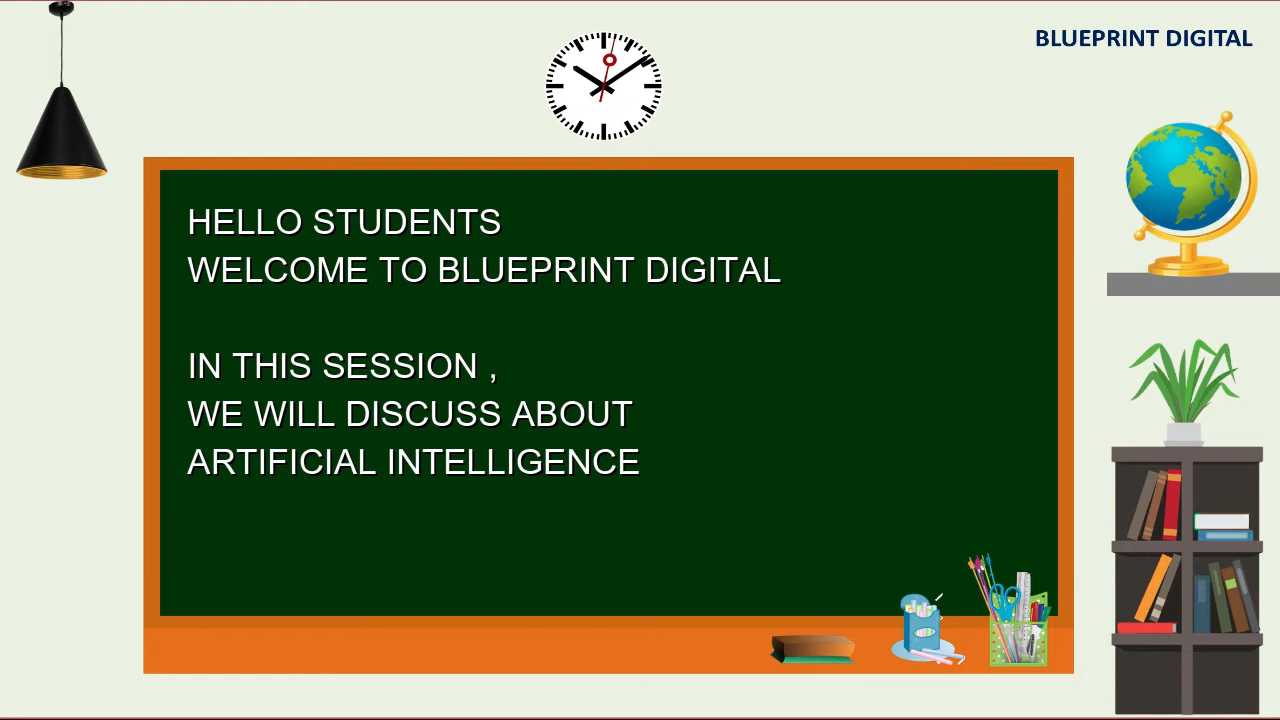 BLUEPRINT DIGITAL
HELLO STUDENTS
WELCOME TO BLUEPRINT DIGITAL
IN THIS SESSION ,
WE WILL DISCUSS ABOUT
ARTIFICIAL INTELLIGENCE